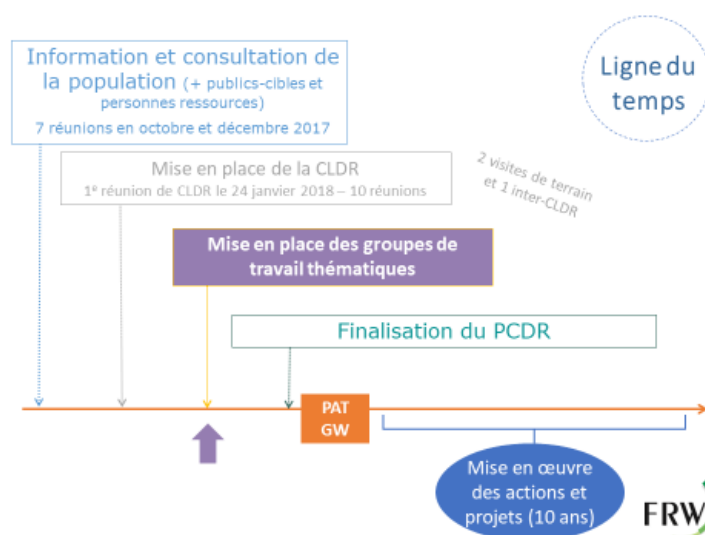 Information et consultation de
la population (+ publics-cibles et
personnes ressources)
7 réunions en octobre et décembre 2017
Ligne du
temps
Mise en place de la CLDR
1e réunion de CLDR le 24 janvier 2018 – 10 réunions
2 visites de terrain
et 1 inter-CLDR
Mise en place des groupes de
travail thématiques
Finalisation du PCDR
PAT
GW
Mise en œuvre
des actions et
projets (10 ans)
FRW